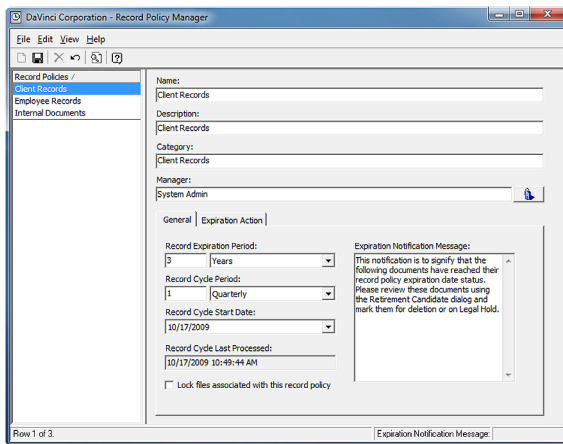 DaVinci Corporation - Record Policy Manager
File Edit View Help
Record Policies /
Client Records
Employee Records
Internal Documents
Name:
Client Records
Description:
Client Records
Category:
Client Records
Manager:
System Admin
General Expiration Action
Record Expiration Period:
3 Years
Record Cycle Period:
1 Quarterly
Record Cycle Start Date:
10/17/2009
Record Cycle Last Processed:
10/17/2009 10:49:44 AM
Lock files associated with this record policy
Expiration Notification Message:
This notification is to signify that the
following documents have reached their
record policy expiration date status.
Please review these documents using
the Retirement Candidate dialog and
mark them for deletion or on Legal Hold.
Row 1 of 3
Expiration Notification Message: